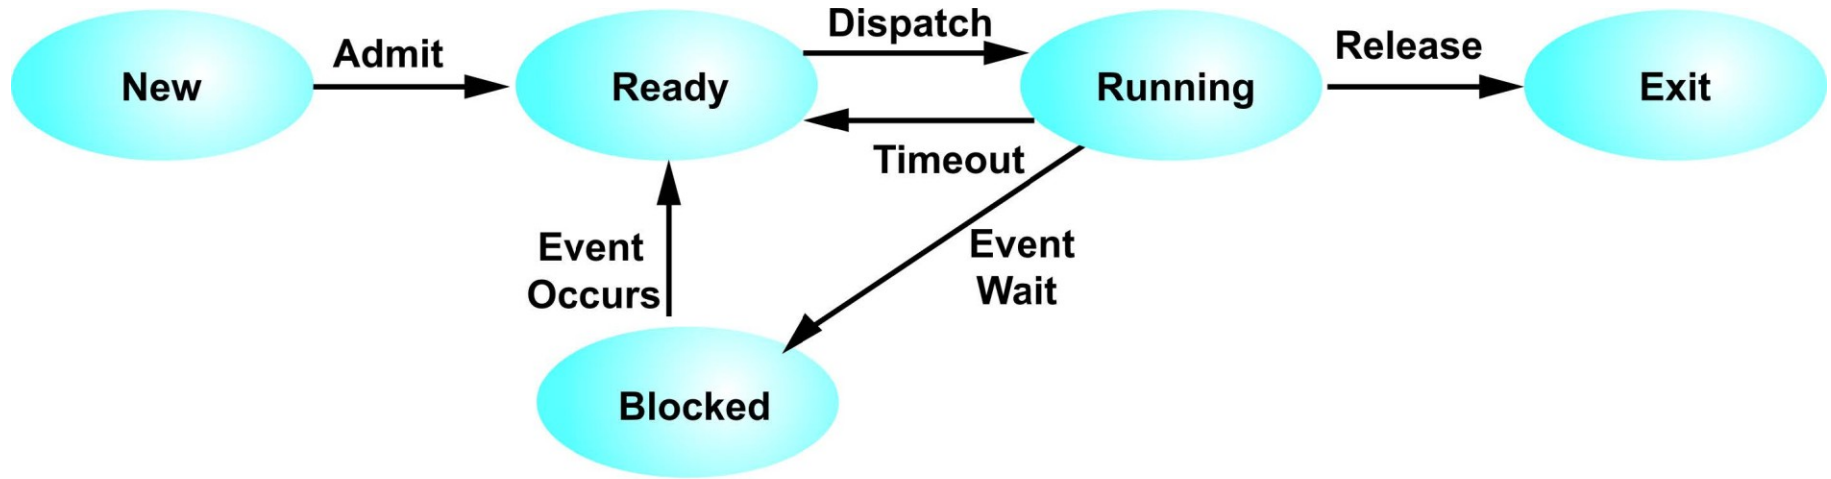 New
Admit
Ready
Dispatch
Timeout
Running
Release
Exit
Event
Occurs
Event
Wait
Blocked